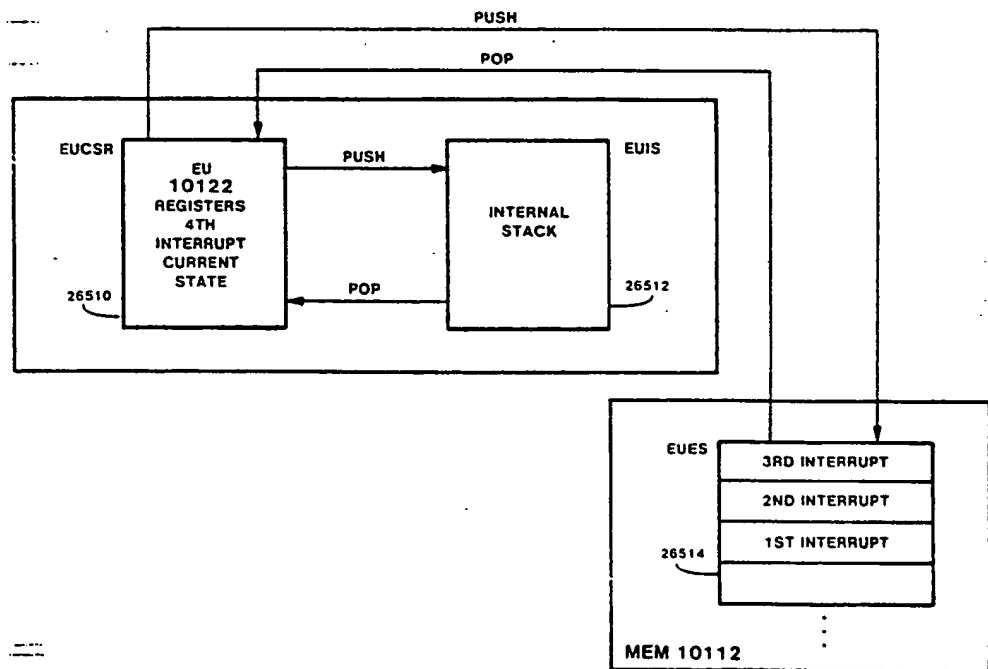 PUSH
POP
EUCSR
EU
10122
REGISTERS
4TH
INTERRUPT
CURRENT
STATE
26510
PUSH
POP
EUIS
INTERNAL
STACK
26512
EUES
3RD INTERRUPT
2ND INTERRUPT
1ST INTERRUPT
26514
MEM 10112